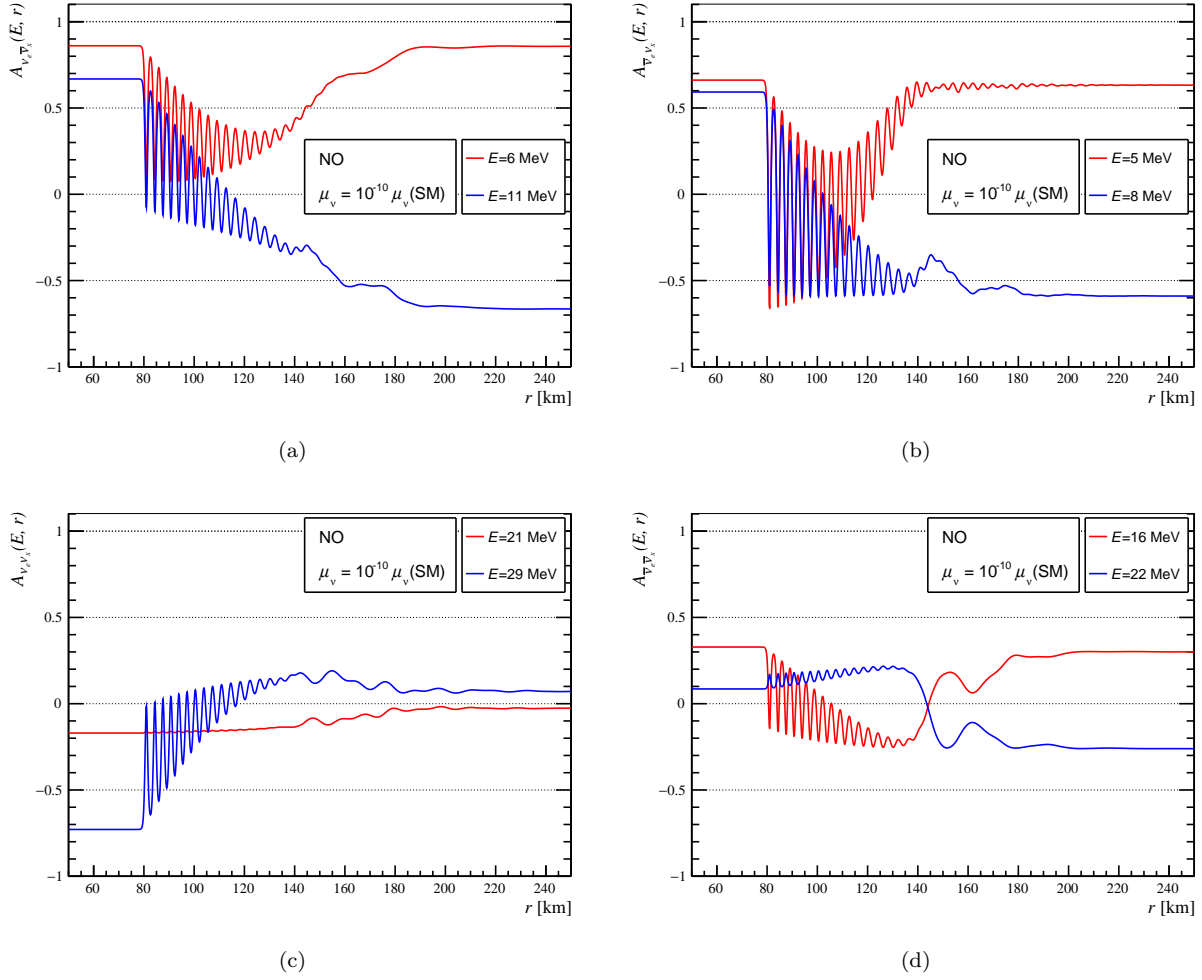 A_{ν_e ν̄_x}(E, r)
1
0.5
0
−0.5
−1
NO
μ_ν = 10^{-10} μ_ν(SM)
E=6 MeV
E=11 MeV
60 80 100 120 140 160 180 200 220 240
r [km]
(a)
A_{ν̄_e ν_x}(E, r)
1
0.5
0
−0.5
−1
NO
μ_ν = 10^{-10} μ_ν(SM)
E=5 MeV
E=8 MeV
60 80 100 120 140 160 180 200 220 240
r [km]
(b)
A_{ν_e ν_x}(E, r)
1
0.5
0
−0.5
−1
NO
μ_ν = 10^{-10} μ_ν(SM)
E=21 MeV
E=29 MeV
60 80 100 120 140 160 180 200 220 240
r [km]
(c)
A_{ν̄_e ν̄_x}(E, r)
1
0.5
0
−0.5
−1
NO
μ_ν = 10^{-10} μ_ν(SM)
E=16 MeV
E=22 MeV
60 80 100 120 140 160 180 200 220 240
r [km]
(d)